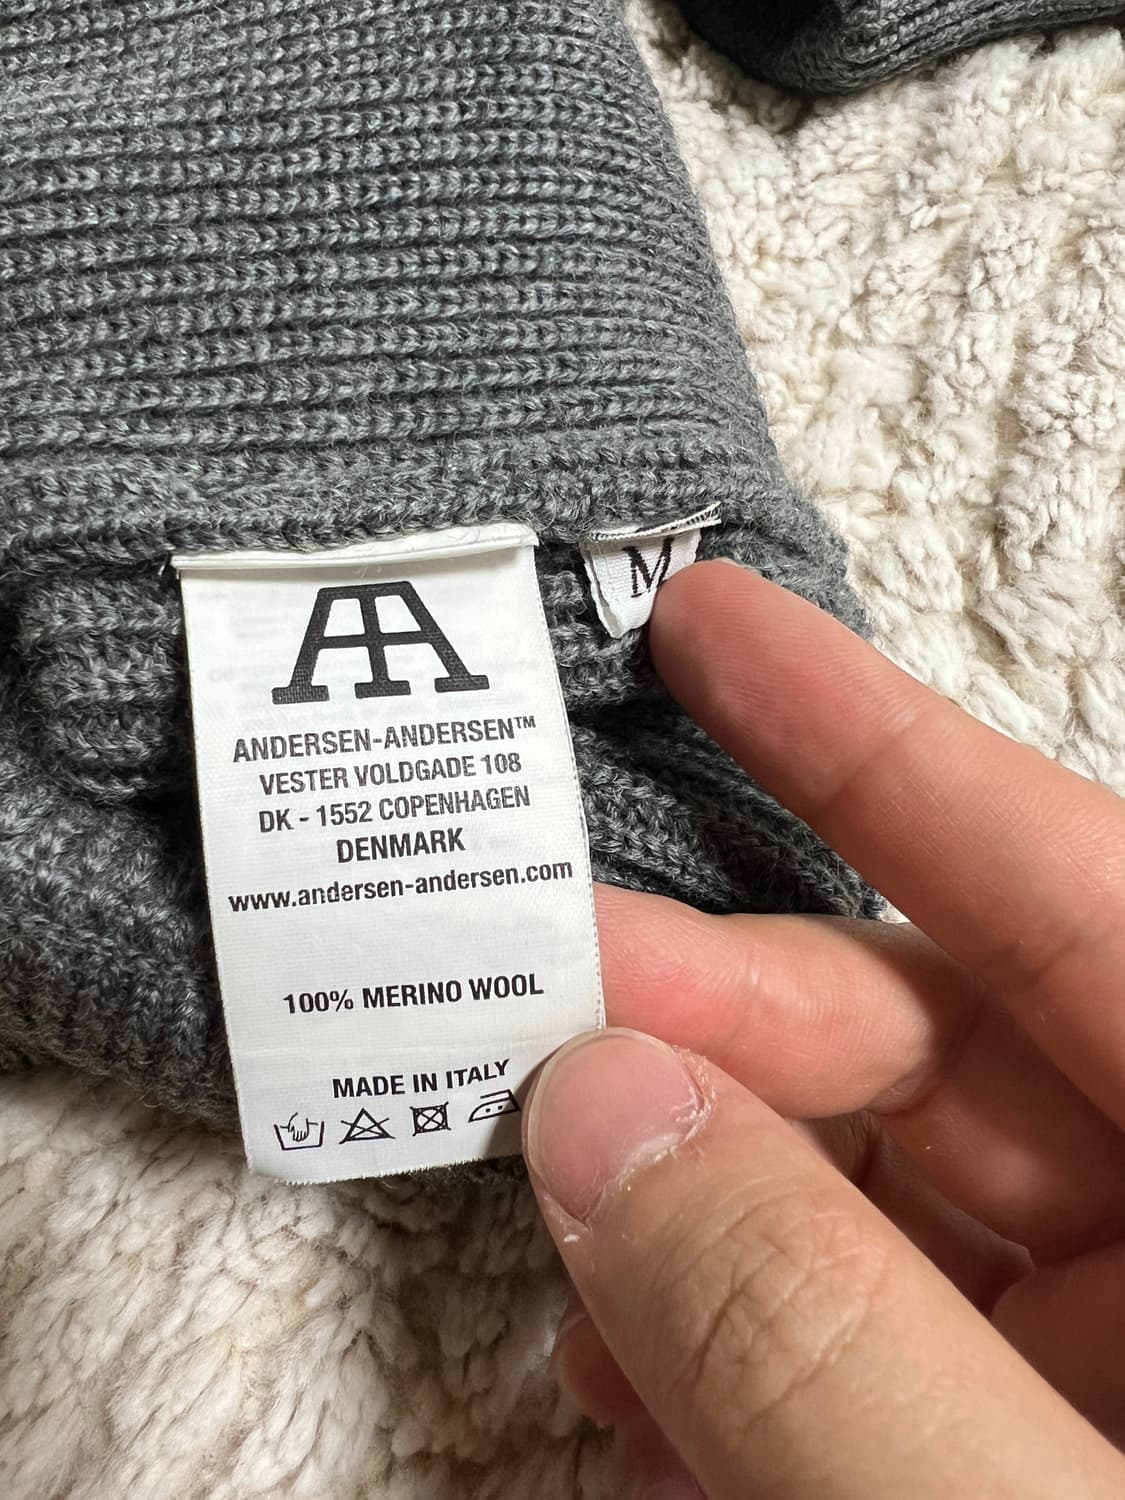 M
ANDERSEN-ANDERSEN™
VESTER VOLDGADE 108
DK - 1552 COPENHAGEN
DENMARK
www.andersen-andersen.com
100% MERINO WOOL
MADE IN ITALY